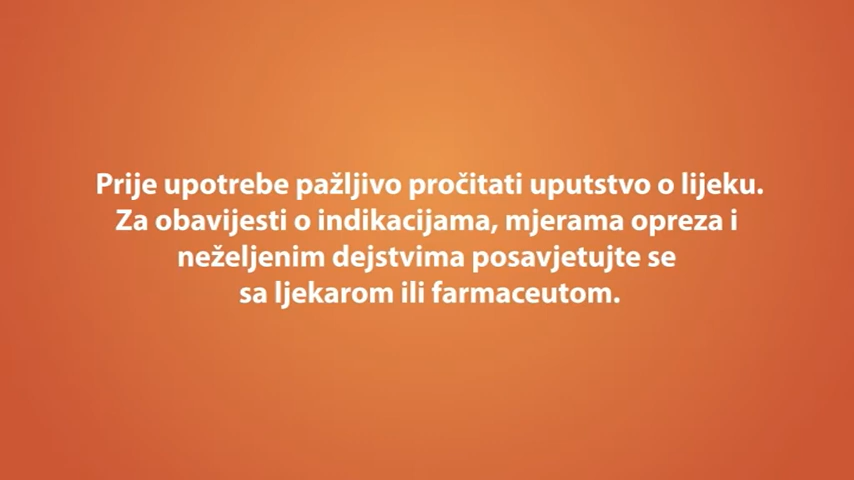 Prije upotrebe pažljivo pročitati uputstvo o lijeku.
Za obavijesti o indikacijama, mjerama opreza i
neželjenim dejstvima posavjetujte se
sa ljekarom ili farmaceutom.